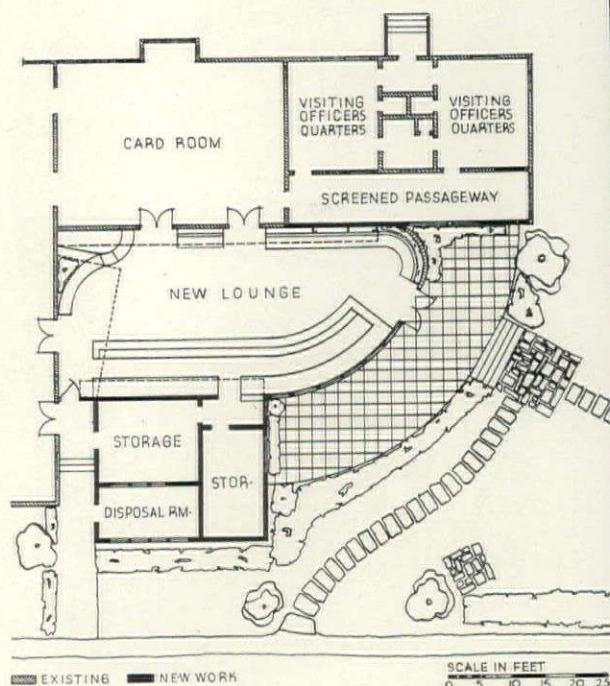 CARD ROOM
VISITING
OFFICERS
QUARTERS
VISITING
OFFICERS
QUARTERS
SCREENED PASSAGEWAY
NEW LOUNGE
STORAGE
STOR.
DISPOSAL RM.
EXISTING
NEW WORK
SCALE IN FEET
0 5 10 15 20 25